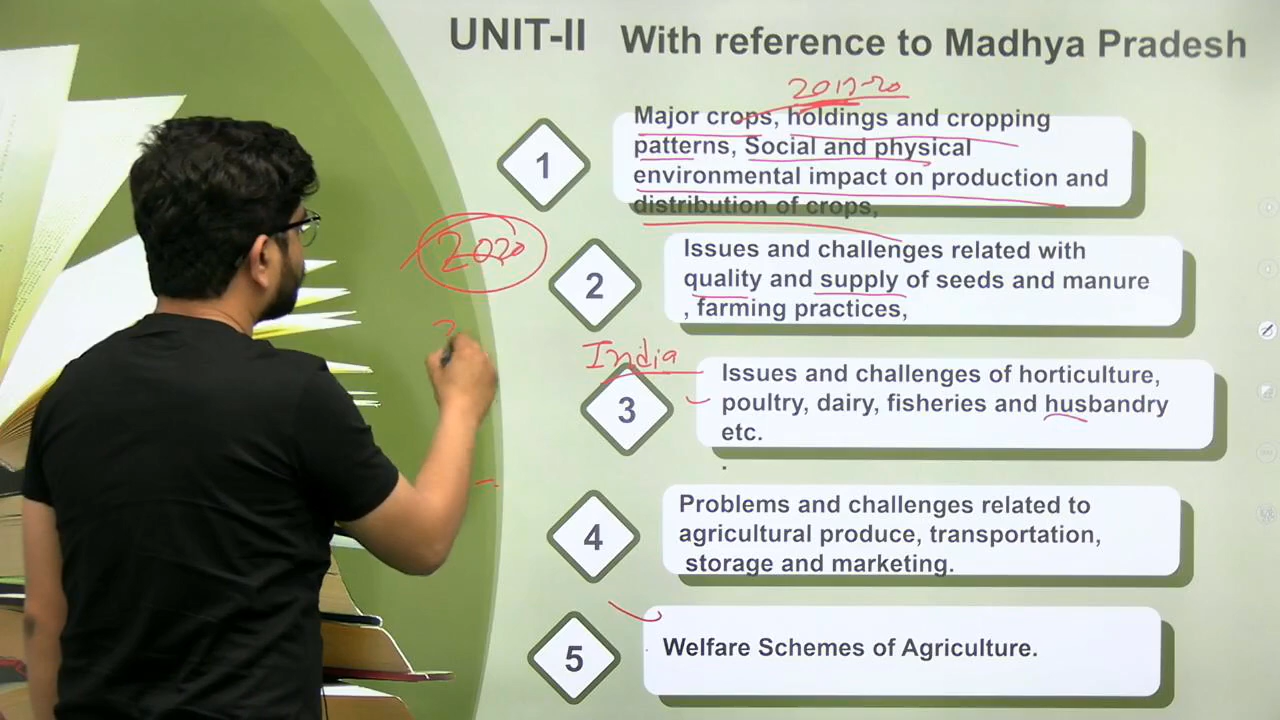 UNIT-II With reference to Madhya Pradesh
2019-20
1
Major crops, holdings and cropping
patterns, Social and physical
environmental impact on production and
distribution of crops,
2020
2
Issues and challenges related with
quality and supply of seeds and manure
, farming practices,
India
3
Issues and challenges of horticulture,
poultry, dairy, fisheries and husbandry
etc.
.
4
Problems and challenges related to
agricultural produce, transportation,
storage and marketing.
5
Welfare Schemes of Agriculture.